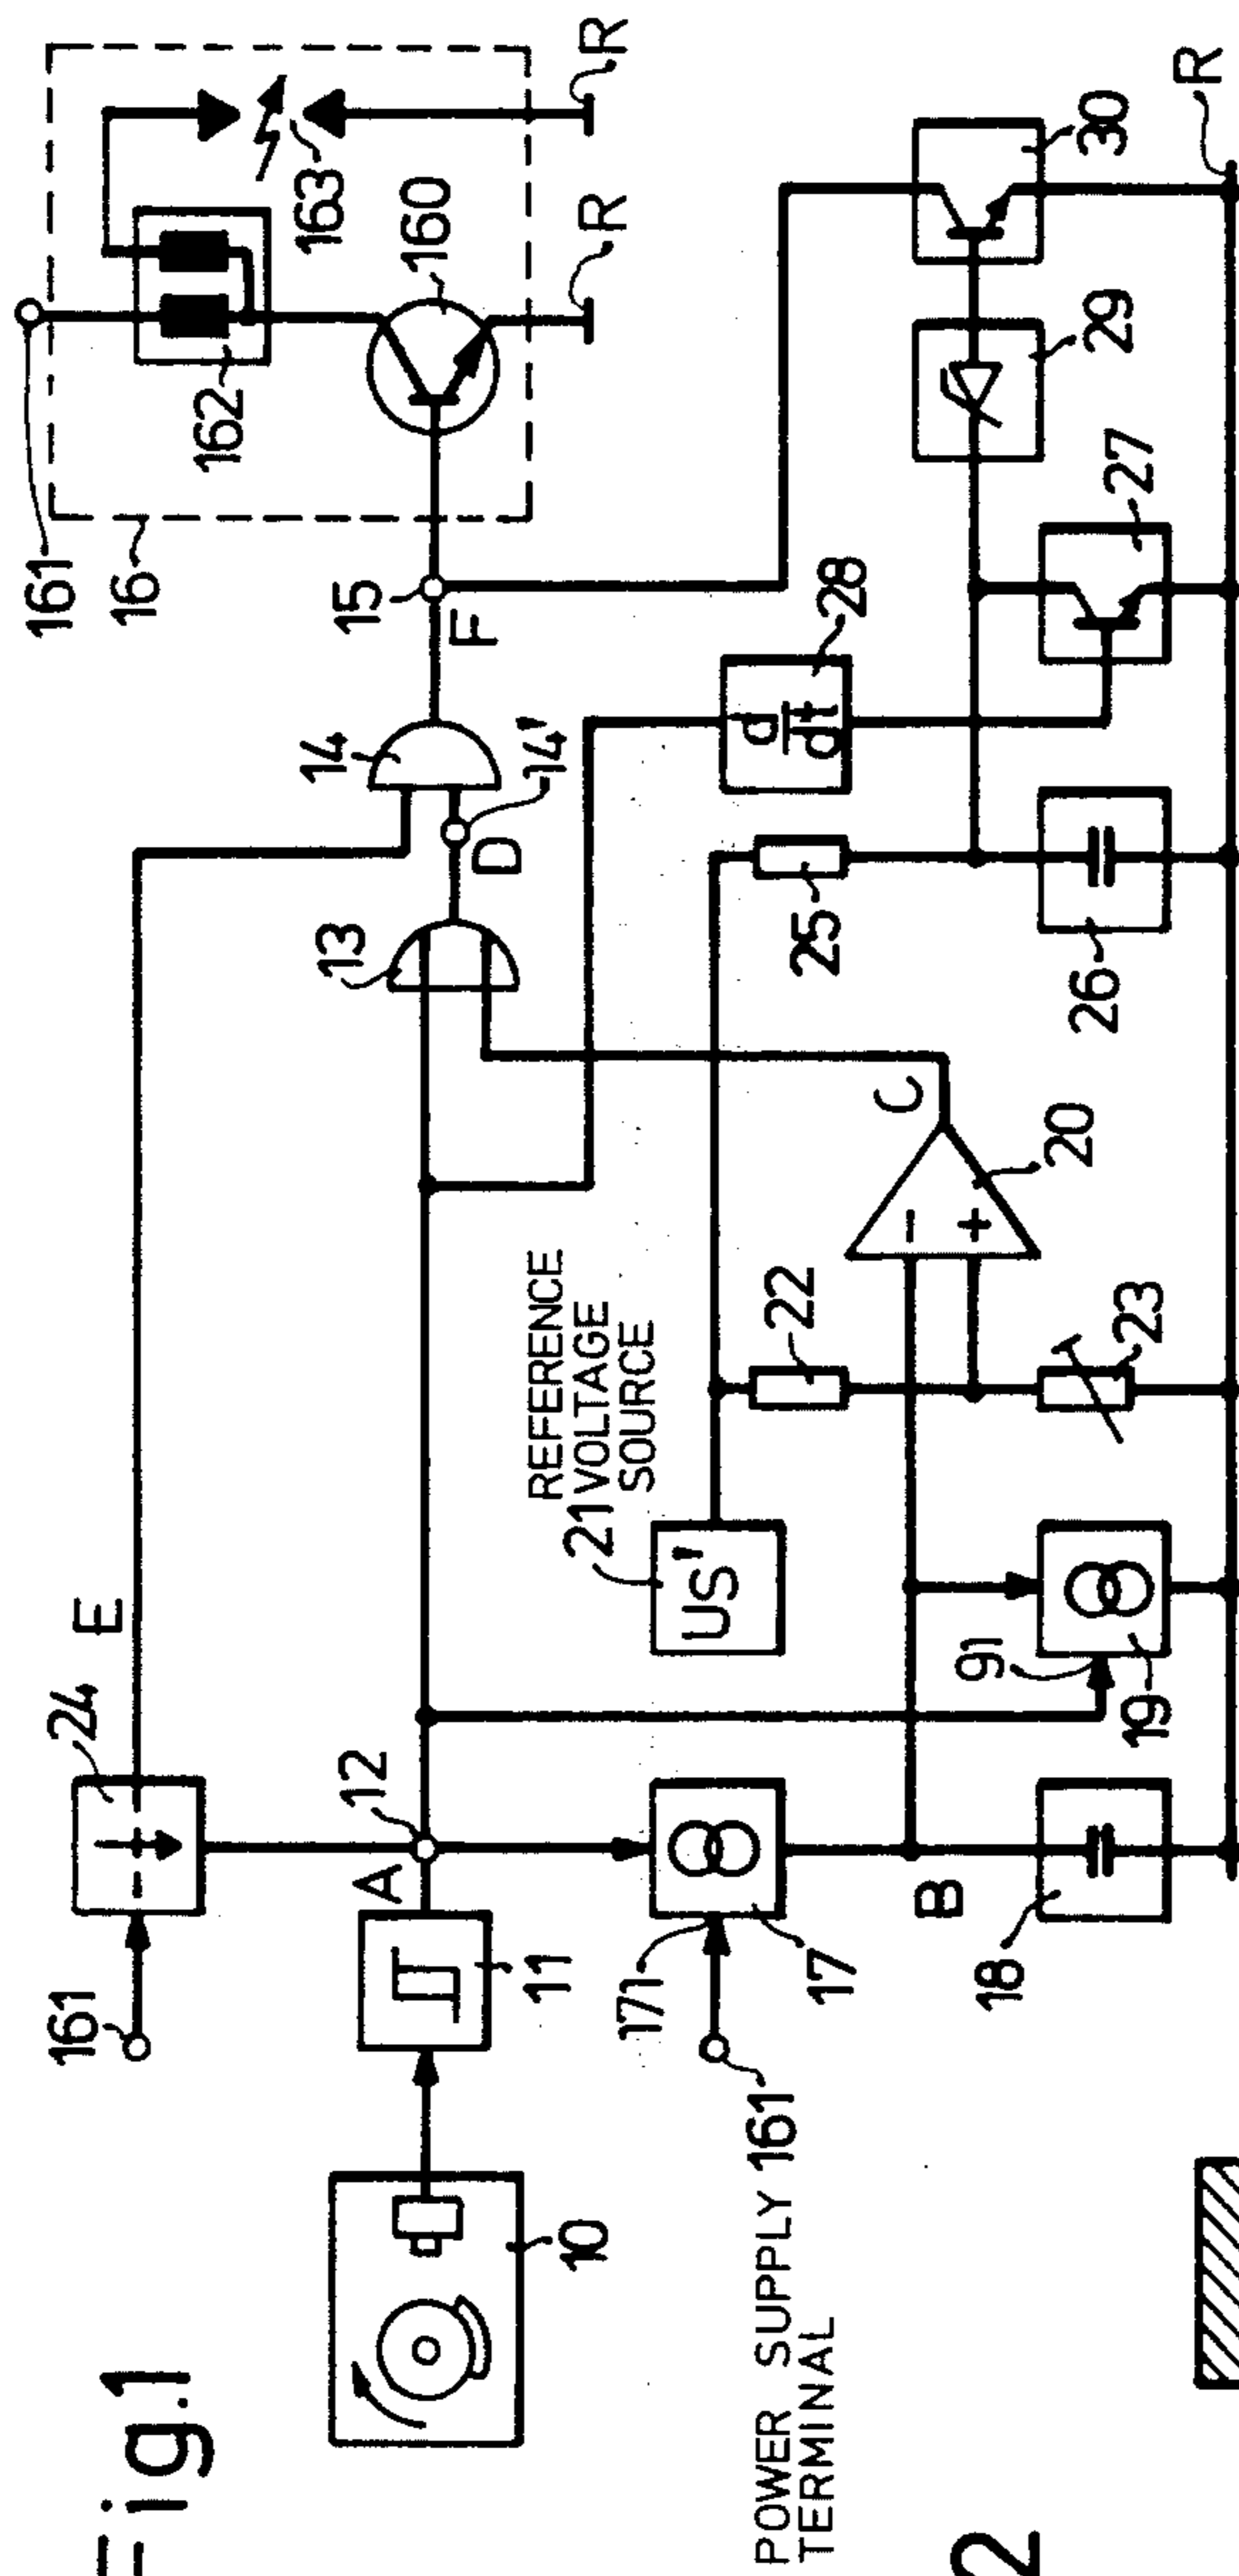 Fig.1
161
24
E
161
162
163
160
R
R
16
10
11
A
12
13
14
D
14'
15
F
POWER SUPPLY 161
TERMINAL
171
17
21
US'
REFERENCE
VOLTAGE
SOURCE
22
25
28
d
dt
C
B
18
91
19
20
-
+
23
26
27
29
30
R
2